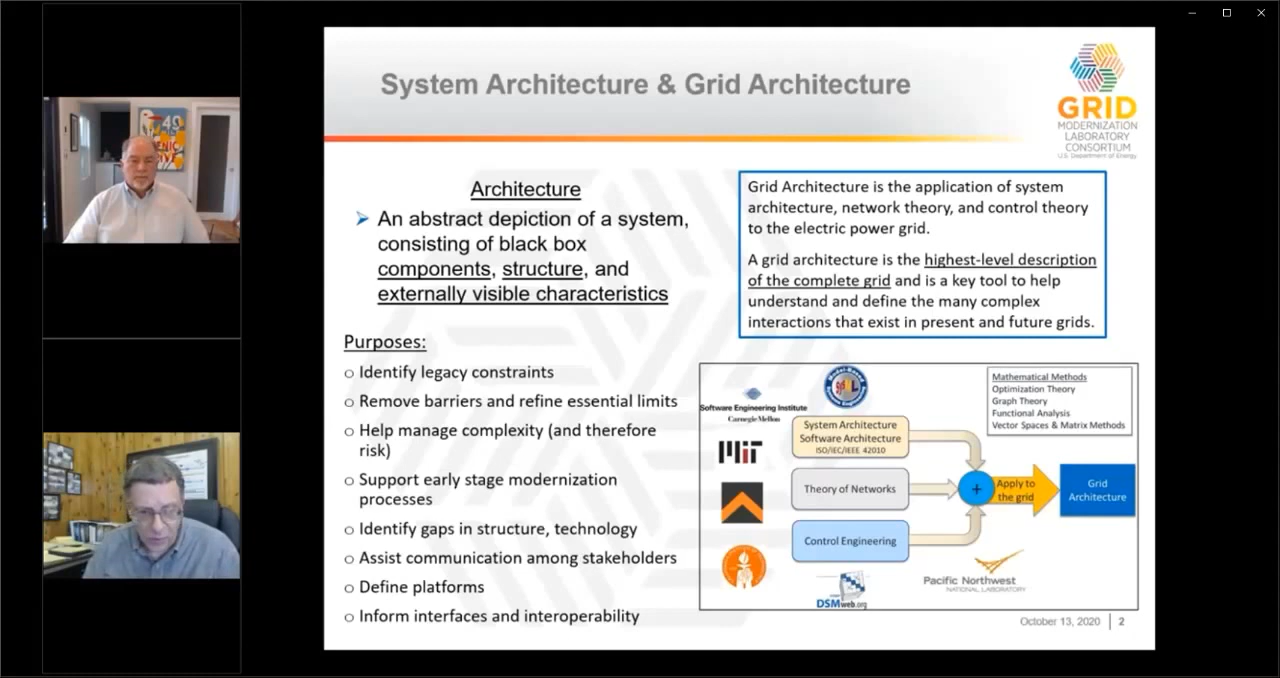 System Architecture & Grid Architecture
GRID
MODERNIZATION
LABORATORY
CONSORTIUM
U.S. Department of Energy
Architecture
An abstract depiction of a system,
consisting of black box
components, structure, and
externally visible characteristics
Purposes:
o Identify legacy constraints
o Remove barriers and refine essential limits
o Help manage complexity (and therefore
risk)
o Support early stage modernization
processes
o Identify gaps in structure, technology
o Assist communication among stakeholders
o Define platforms
o Inform interfaces and interoperability
Grid Architecture is the application of system
architecture, network theory, and control theory
to the electric power grid.
A grid architecture is the highest-level description
of the complete grid and is a key tool to help
understand and define the many complex
interactions that exist in present and future grids.
Software Engineering Institute
Carnegie Mellon
MIT
System Architecture
Software Architecture
ISO/IEC/IEEE 42010
Theory of Networks
Control Engineering
DSMweb.org
+
Apply to
the grid
Grid
Architecture
Mathematical Methods
Optimization Theory
Graph Theory
Functional Analysis
Vector Spaces & Matrix Methods
Pacific Northwest
NATIONAL LABORATORY
October 13, 2020
2